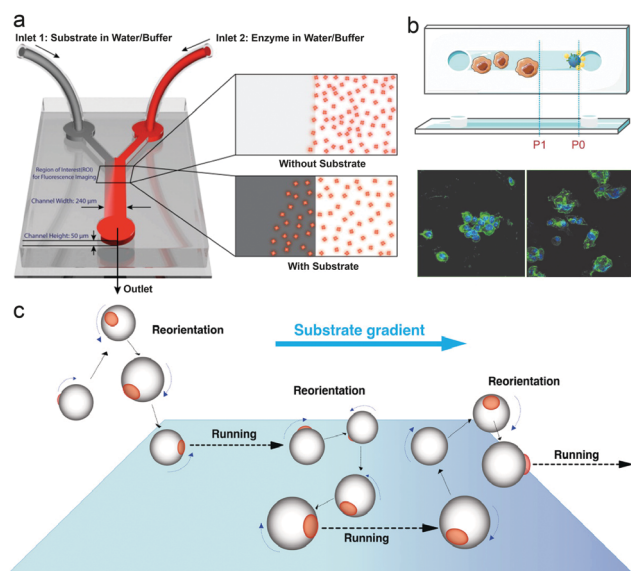 a
Inlet 1: Substrate in Water/Buffer
Inlet 2: Enzyme in Water/Buffer
Region of Interest(ROI)
for Fluorescence Imaging
Channel Width: 240 μm
Channel Height: 50 μm
Outlet
Without Substrate
With Substrate
b
P1
P0
c
Reorientation
Substrate gradient
Reorientation
Reorientation
Running
Running
Running